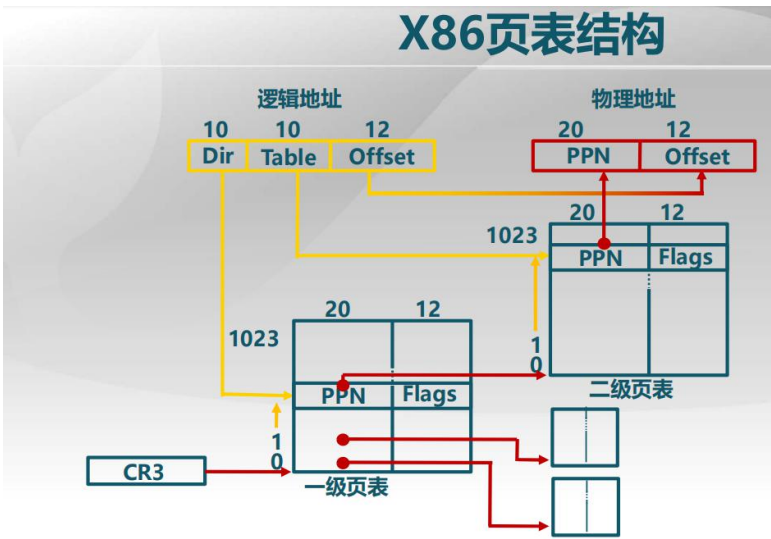 X86页表结构
逻辑地址
物理地址
10 10 12
20 12
Dir Table Offset
PPN Offset
20 12
1023
PPN Flags
20 12
1023
1
0
二级页表
PPN Flags
1
0
CR3
一级页表